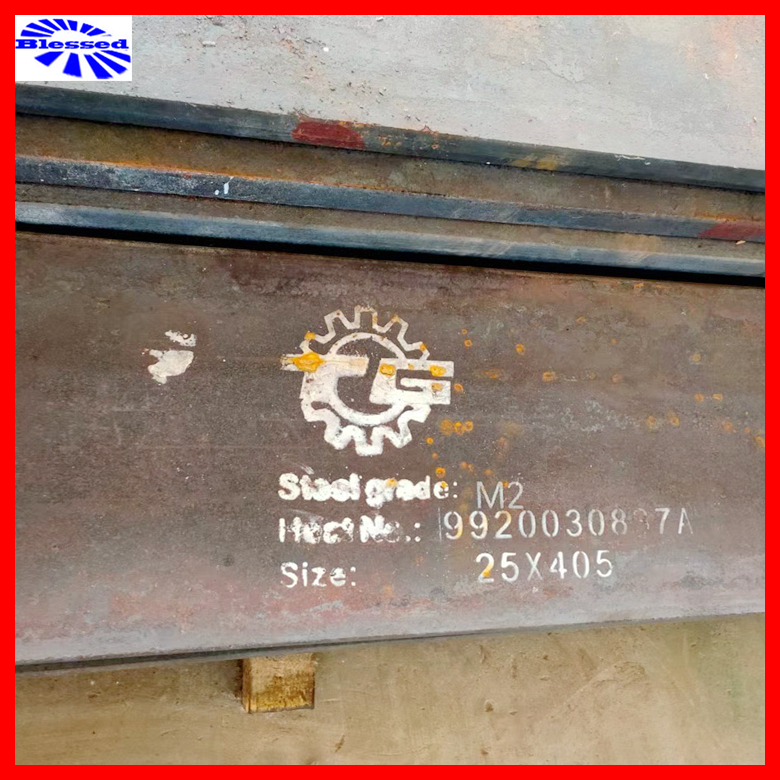 Blessed
Steel grade: M2
Heat No.:
Size: 25X405